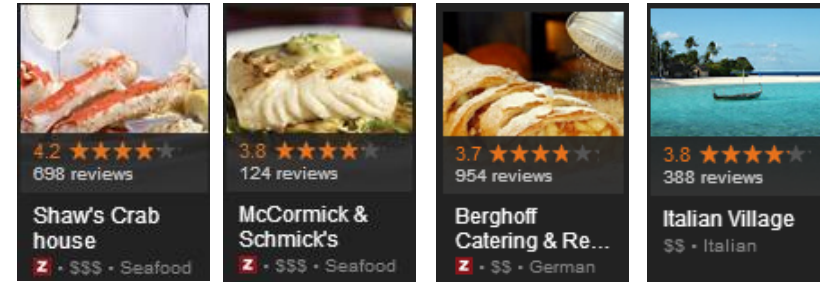 4.2
698 reviews
Shaw's Crab
house
Z • $$$ • Seafood
3.8
124 reviews
McCormick &
Schmick's
Z • $$$ • Seafood
3.7
954 reviews
Berghoff
Catering & Re...
Z • $$ • German
3.8
388 reviews
Italian Village
$$ • Italian